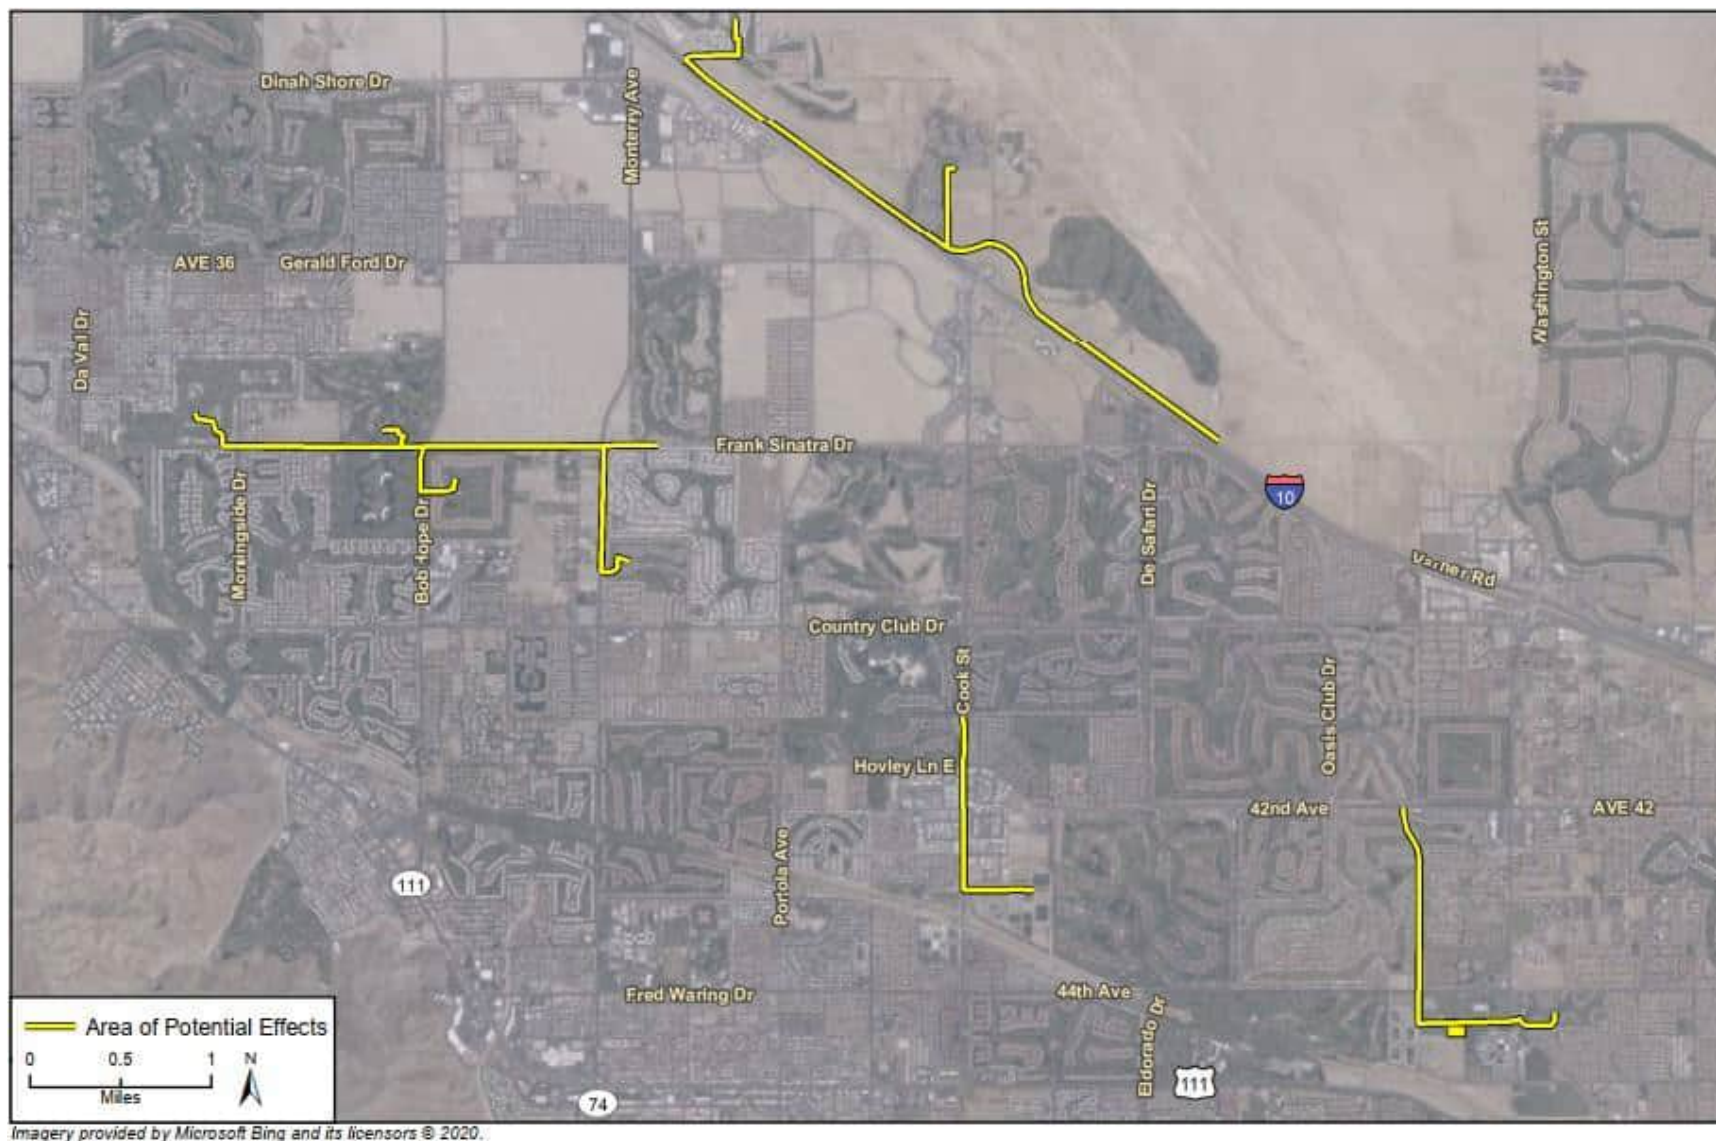 Dinah Shore Dr
Monterry Ave
AVE 36
Gerald Ford Dr
Washington St
Da Val Dr
Frank Sinatra Dr
Morningside Dr
Bob Hope Dr
10
De Safari Dr
Varner Rd
Country Club Dr
Cook St
Oasis Club Dr
Hovley Ln E
42nd Ave
AVE 42
Portola Ave
111
Fred Waring Dr
44th Ave
Eldorado Dr
111
74
Area of Potential Effects
0 0.5 1
Miles
N
Imagery provided by Microsoft Bing and its licensors © 2020.